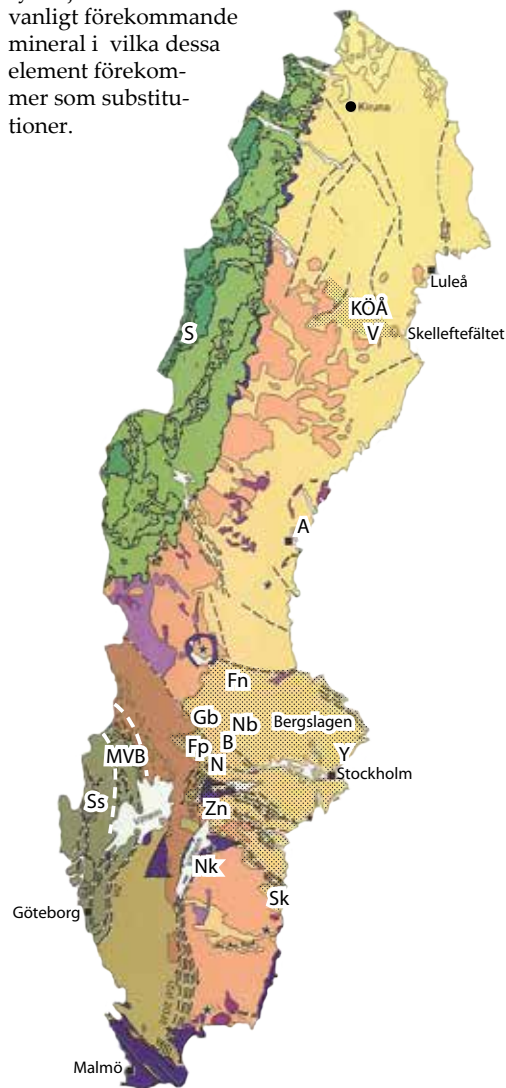 vanligt förekommande
mineral i vilka dessa
element förekom-
mer som substitu-
tioner.
Kiruna
Luleå
KÖÅ
V
Skelleftefältet
S
A
Fn
Gb
Nb
Bergslagen
B
Fp
Y
N
Stockholm
MVB
Ss
Zn
Nk
Sk
Göteborg
Malmö